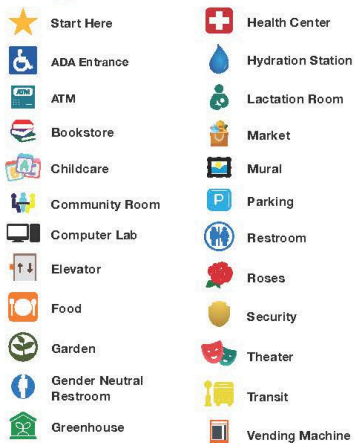 Start Here
ADA Entrance
ATM
ATM
Bookstore
Childcare
Community Room
Computer Lab
Elevator
Food
Garden
Gender Neutral
Restroom
Greenhouse
Health Center
Hydration Station
Lactation Room
Market
Mural
P
Parking
Restroom
Roses
Security
Theater
Transit
Vending Machine